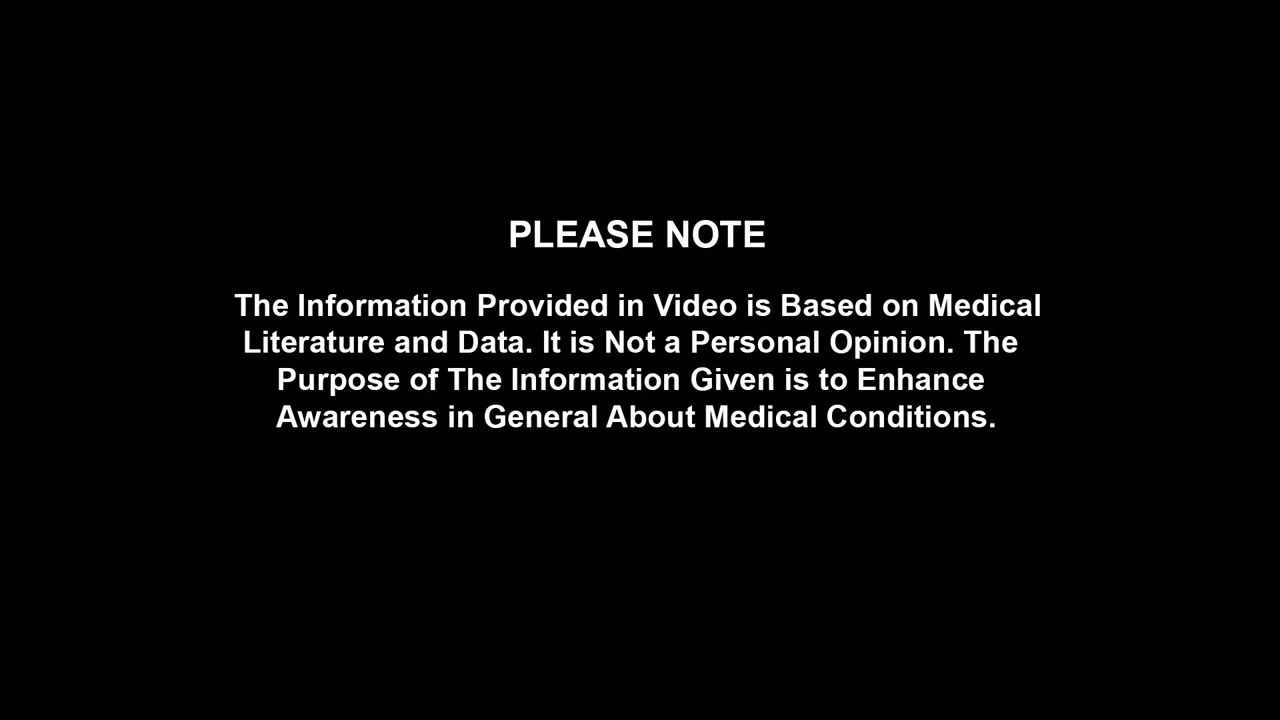 PLEASE NOTE
The Information Provided in Video is Based on Medical
Literature and Data. It is Not a Personal Opinion. The
Purpose of The Information Given is to Enhance
Awareness in General About Medical Conditions.